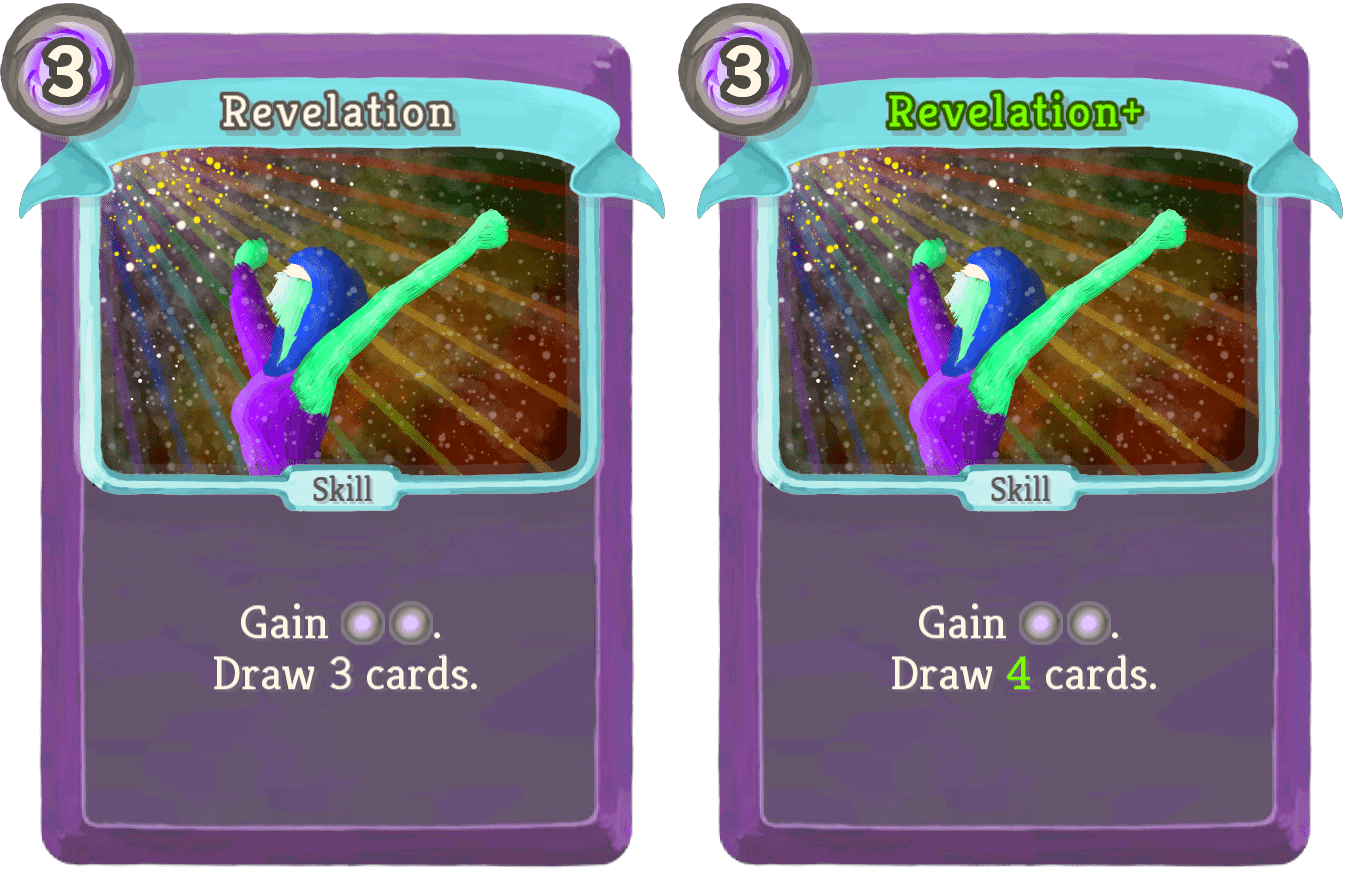 3
Revelation
Skill
Gain .
Draw 3 cards.
3
Revelation+
Skill
Gain .
Draw 4 cards.